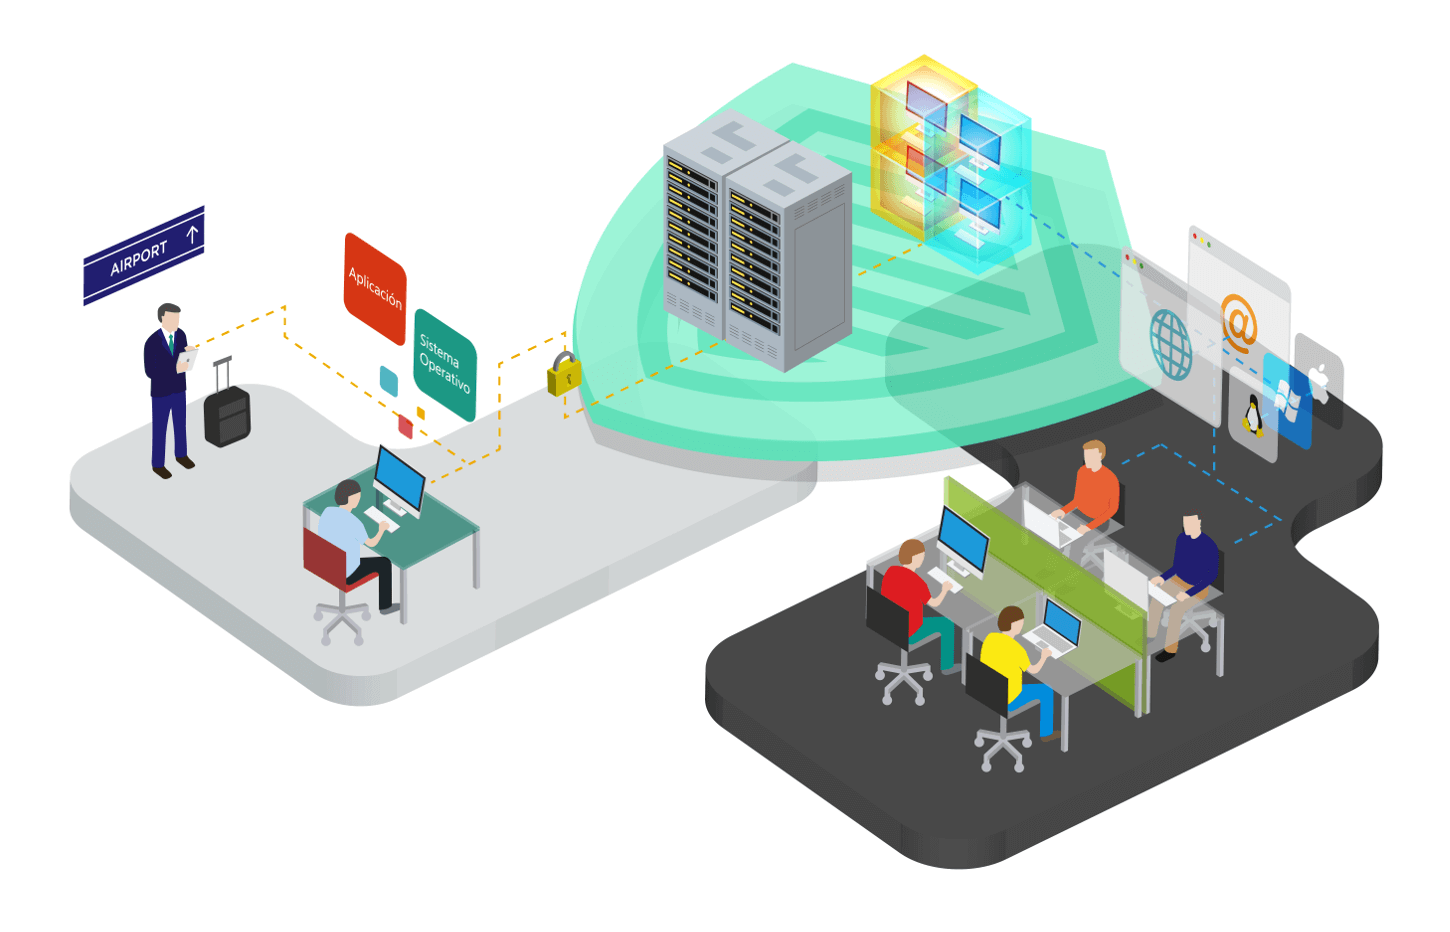 AIRPORT ↑
Aplicación
Sistema
Operativo
@